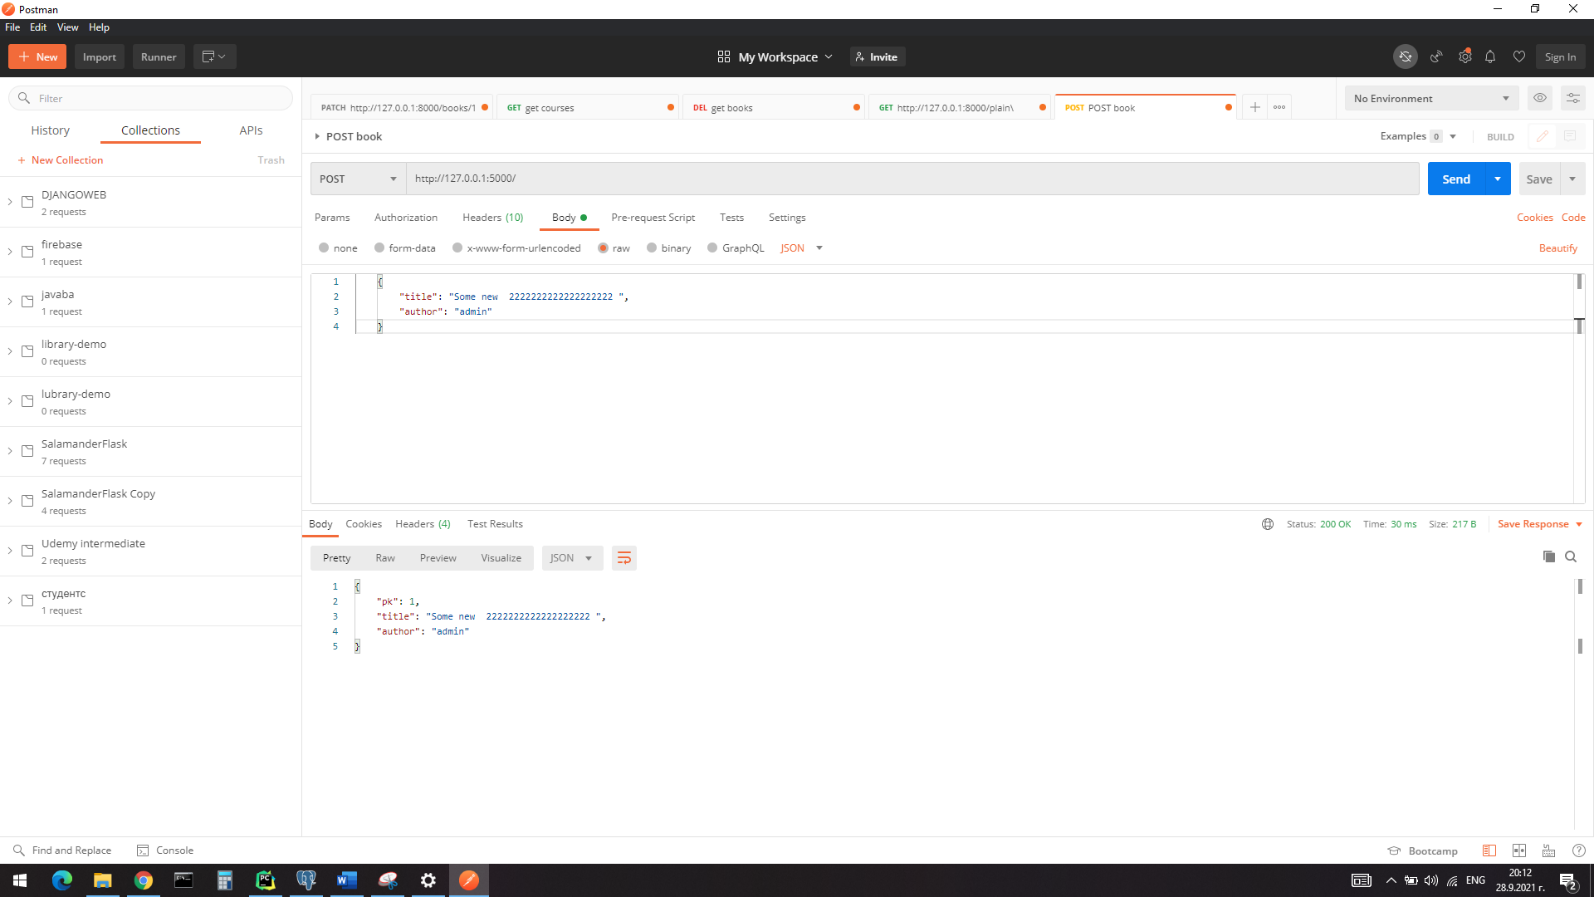 Postman
File Edit View Help
New Import Runner My Workspace Invite Sign In
Filter
History Collections APIs
+ New Collection Trash
DJANGOWEB
2 requests
firebase
1 request
javaba
1 request
library-demo
0 requests
lubrary-demo
0 requests
SalamanderFlask
7 requests
SalamanderFlask Copy
4 requests
Udemy intermediate
2 requests
студентс
1 request
PATCH http://127.0.0.1:8000/books/1 GET get courses DEL get books GET http://127.0.0.1:8000/plain\ POST POST book No Environment
POST book Examples 0 BUILD
POST http://127.0.0.1:5000/ Send Save
Params Authorization Headers (10) Body Pre-request Script Tests Settings Cookies Code
none form-data x-www-form-urlencoded raw binary GraphQL JSON Beautify
1 {
2 "title": "Some new  2222222222222222222 ",
3 "author": "admin"
4 }
Body Cookies Headers (4) Test Results Status: 200 OK Time: 30 ms Size: 217 B Save Response
Pretty Raw Preview Visualize JSON
1 {
2 "pk": 1,
3 "title": "Some new  2222222222222222222 ",
4 "author": "admin"
5 }
Find and Replace Console Bootcamp
ЕНГ 20:12
28.9.2021 г. 2